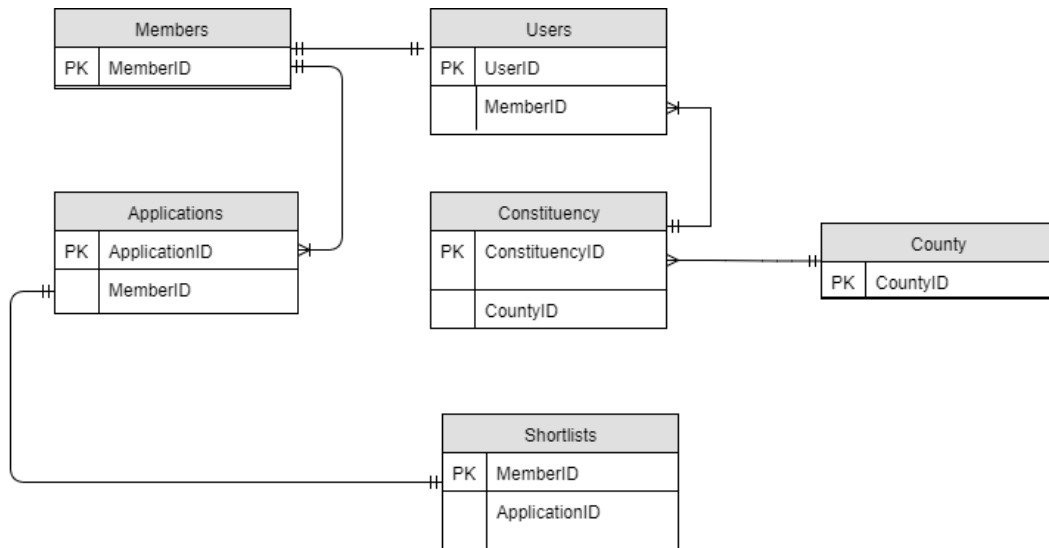 Members
PK MemberID
Users
PK UserID
MemberID
Applications
PK ApplicationID
MemberID
Constituency
PK ConstituencyID
CountyID
County
PK CountyID
Shortlists
PK MemberID
ApplicationID